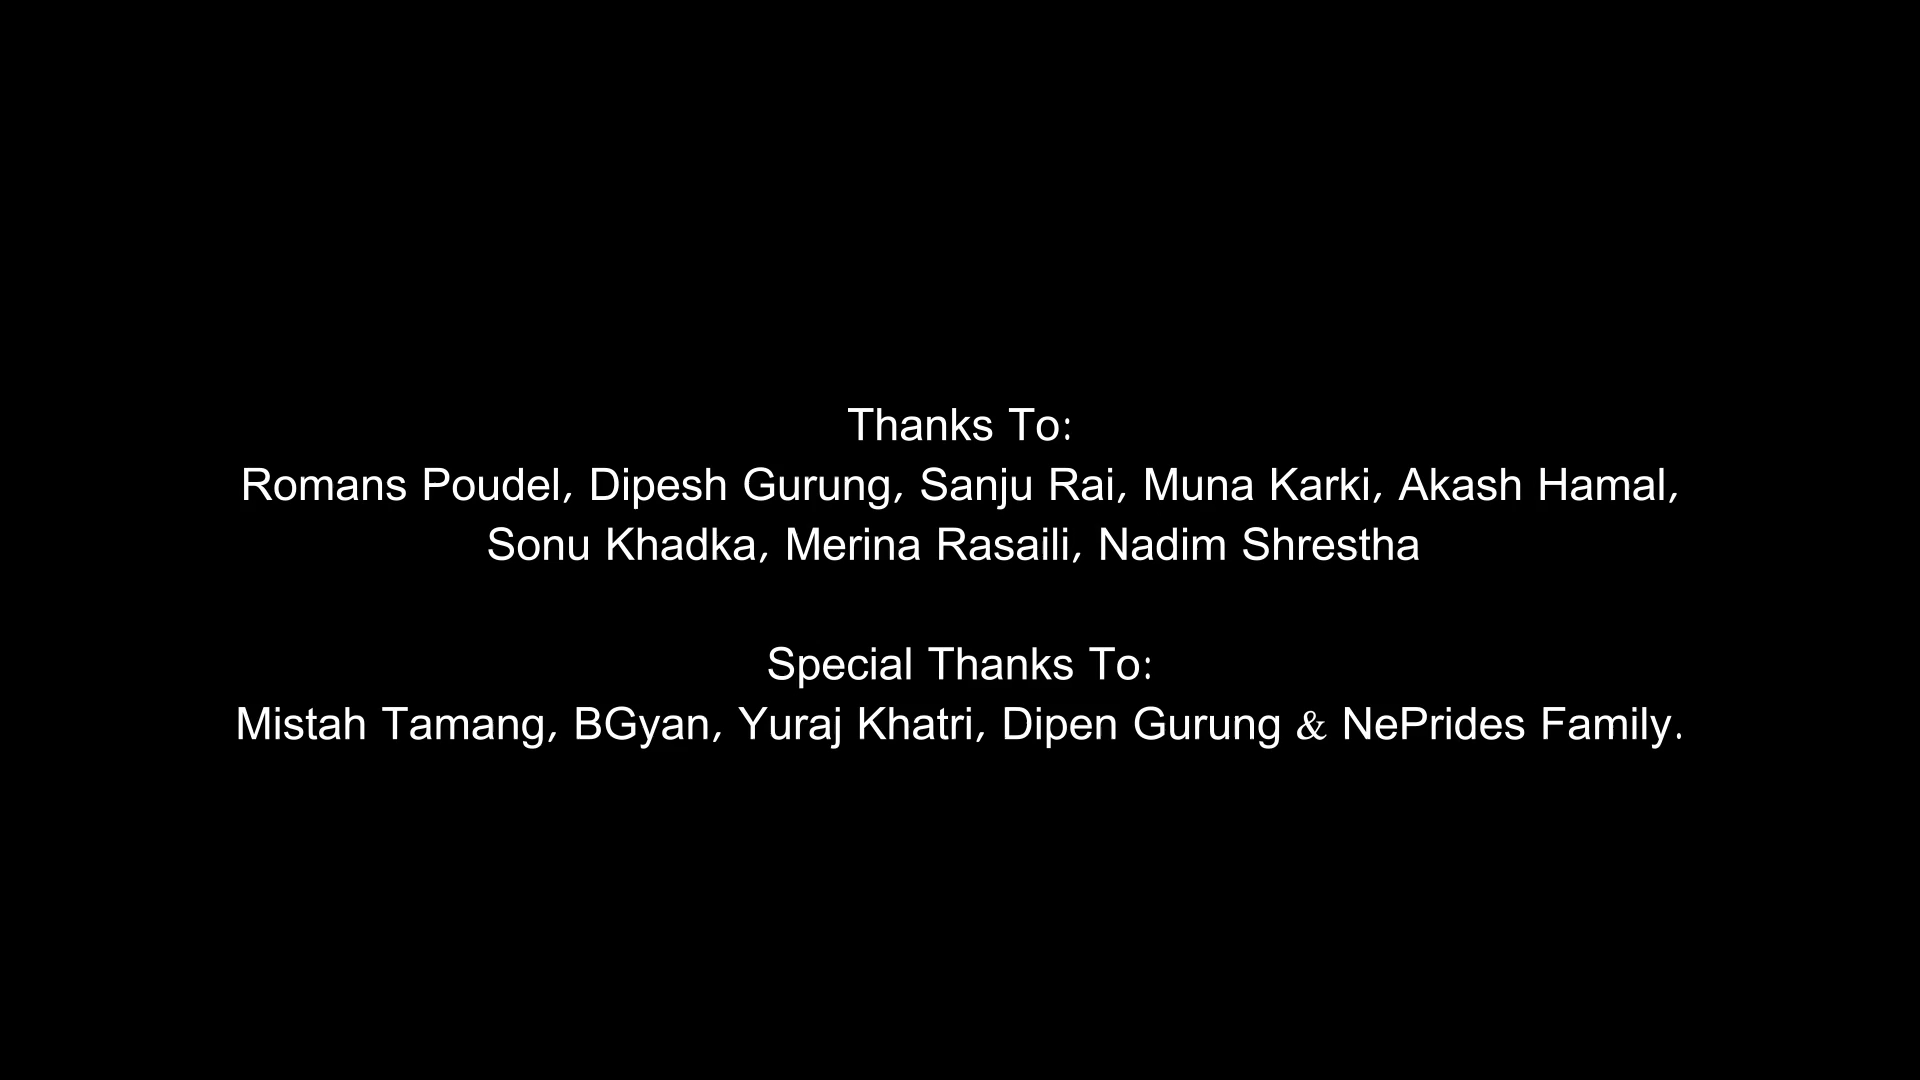 Thanks To:
Romans Poudel, Dipesh Gurung, Sanju Rai, Muna Karki, Akash Hamal,
Sonu Khadka, Merina Rasaili, Nadim Shrestha
Special Thanks To:
Mistah Tamang, BGyan, Yuraj Khatri, Dipen Gurung & NePrides Family.